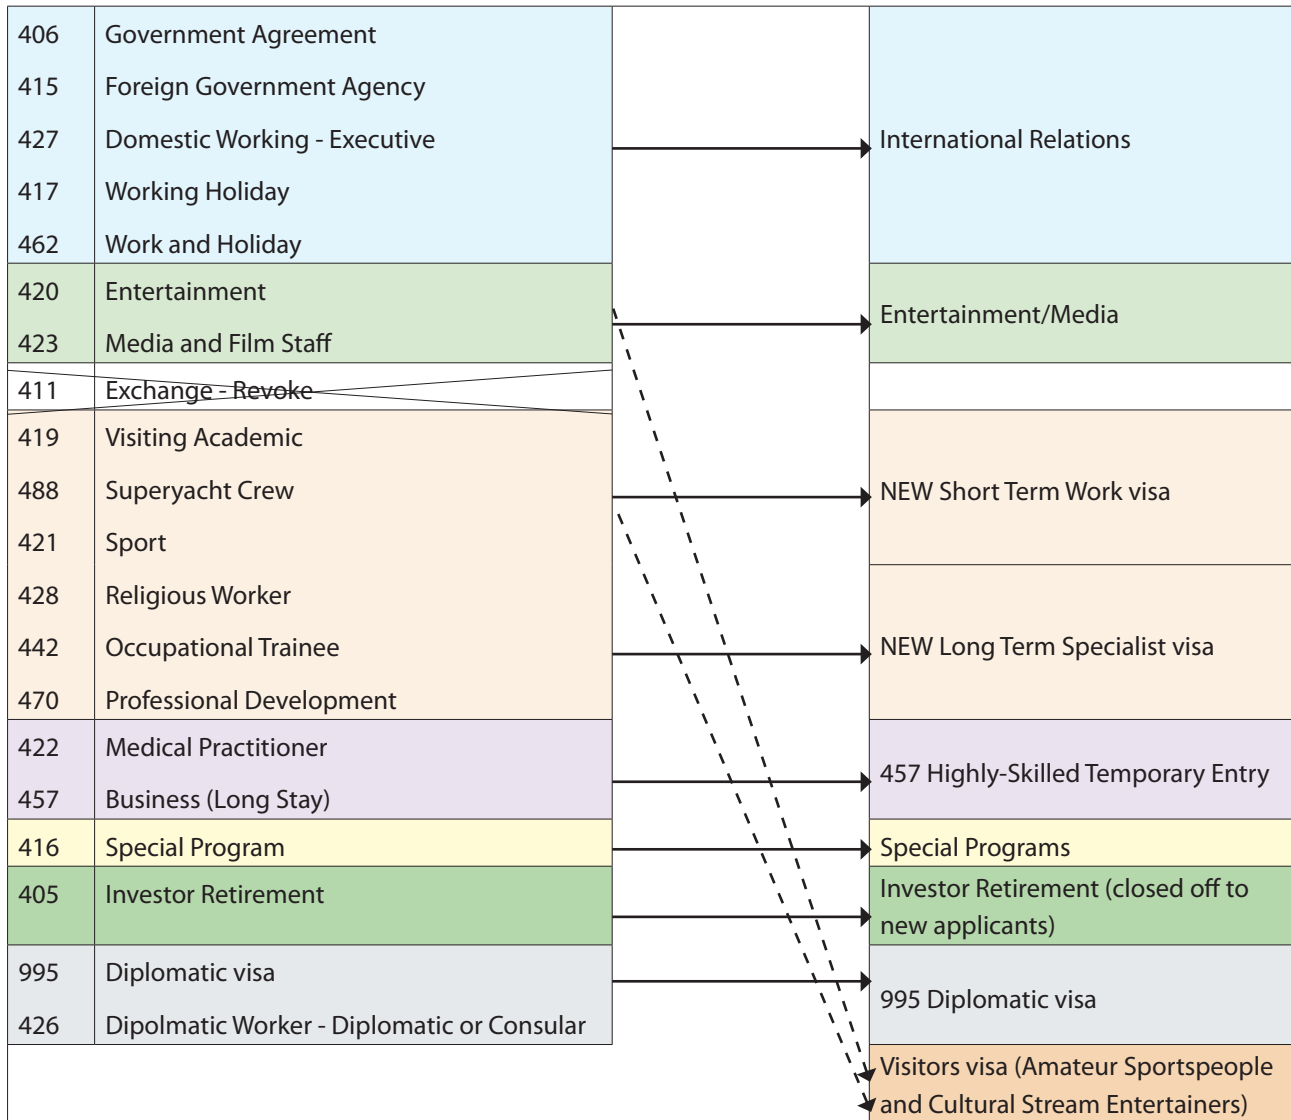 406 Government Agreement
415 Foreign Government Agency
427 Domestic Working - Executive
International Relations
417 Working Holiday
462 Work and Holiday
420 Entertainment
Entertainment/Media
423 Media and Film Staff
411 Exchange - Revoke
419 Visiting Academic
488 Superyacht Crew
NEW Short Term Work visa
421 Sport
428 Religious Worker
442 Occupational Trainee
NEW Long Term Specialist visa
470 Professional Development
422 Medical Practitioner
457 Highly-Skilled Temporary Entry
457 Business (Long Stay)
416 Special Program
Special Programs
405 Investor Retirement
Investor Retirement (closed off to
new applicants)
995 Diplomatic visa
995 Diplomatic visa
426 Dipolmatic Worker - Diplomatic or Consular
Visitors visa (Amateur Sportspeople
and Cultural Stream Entertainers)